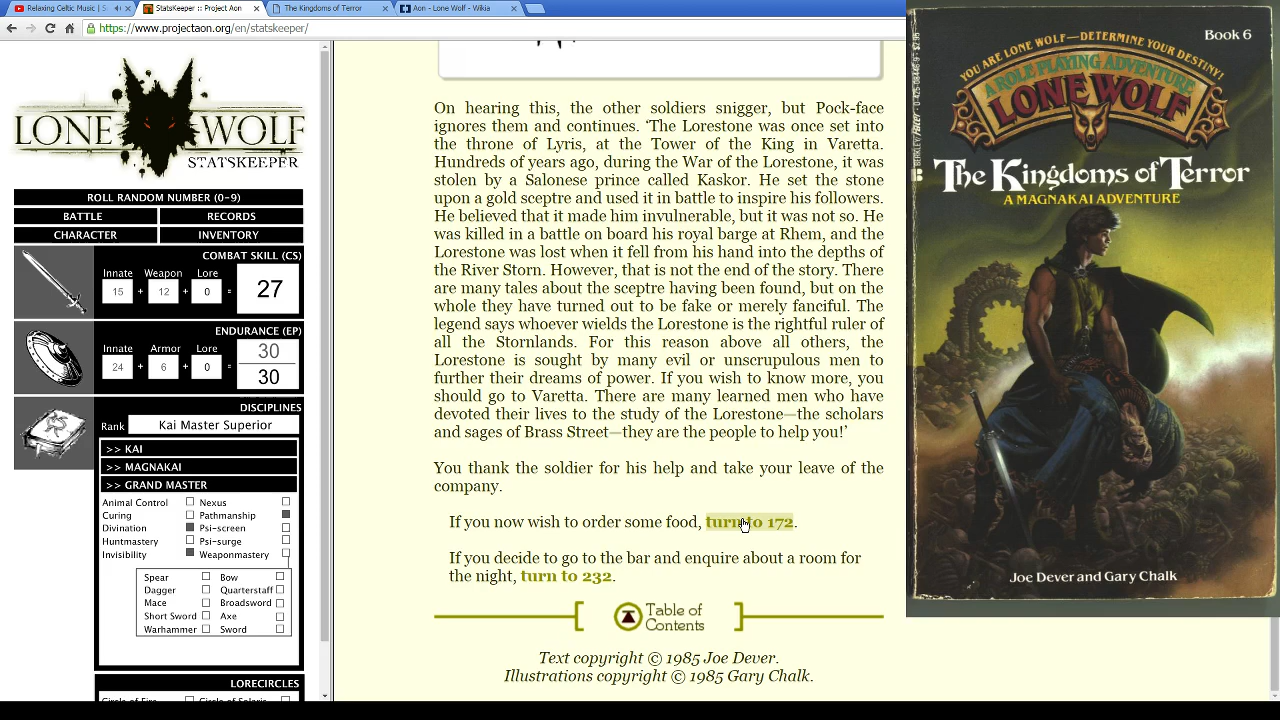 Relaxing Celtic Music | S
StatsKeeper :: Project Aon
The Kingdoms of Terror
Aon - Lone Wolf - Wikia
https://www.projectaon.org/en/statskeeper/
LONE WOLF
STATSKEEPER
ROLL RANDOM NUMBER (0-9)
BATTLE RECORDS
CHARACTER INVENTORY
COMBAT SKILL (CS)
Innate Weapon Lore
15 + 12 + 0 = 27
ENDURANCE (EP)
Innate Armor Lore
30
24 + 6 + 0 = 30
DISCIPLINES
Rank Kai Master Superior
>> KAI
>> MAGNAKAI
>> GRAND MASTER
Animal Control Nexus
Curing Pathmanship
Divination Psi-screen
Huntmastery Psi-surge
Invisibility Weaponmastery
Spear Bow
Dagger Quarterstaff
Mace Broadsword
Short Sword Axe
Warhammer Sword
LORECIRCLES
Circle of Fire Circle of Solaris
On hearing this, the other soldiers snigger, but Pock-face
ignores them and continues. ‘The Lorestone was once set into
the throne of Lyris, at the Tower of the King in Varetta.
Hundreds of years ago, during the War of the Lorestone, it was
stolen by a Salonese prince called Kaskor. He set the stone
upon a gold sceptre and used it in battle to inspire his followers.
He believed that it made him invulnerable, but it was not so. He
was killed in a battle on board his royal barge at Rhem, and the
Lorestone was lost when it fell from his hand into the depths of
the River Storn. However, that is not the end of the story. There
are many tales about the sceptre having been found, but on the
whole they have turned out to be fake or merely fanciful. The
legend says whoever wields the Lorestone is the rightful ruler of
all the Stornlands. For this reason above all others, the
Lorestone is sought by many evil or unscrupulous men to
further their dreams of power. If you wish to know more, you
should go to Varetta. There are many learned men who have
devoted their lives to the study of the Lorestone—the scholars
and sages of Brass Street—they are the people to help you!’
You thank the soldier for his help and take your leave of the
company.
If you now wish to order some food, turn to 172.
If you decide to go to the bar and enquire about a room for
the night, turn to 232.
Table of
Contents
Text copyright © 1985 Joe Dever.
Illustrations copyright © 1985 Gary Chalk.
Book 6
YOU ARE LONE WOLF—DETERMINE YOUR DESTINY!
A ROLE PLAYING ADVENTURE
LONE WOLF
The Kingdoms of Terror
A MAGNAKAI ADVENTURE
Joe Dever and Gary Chalk